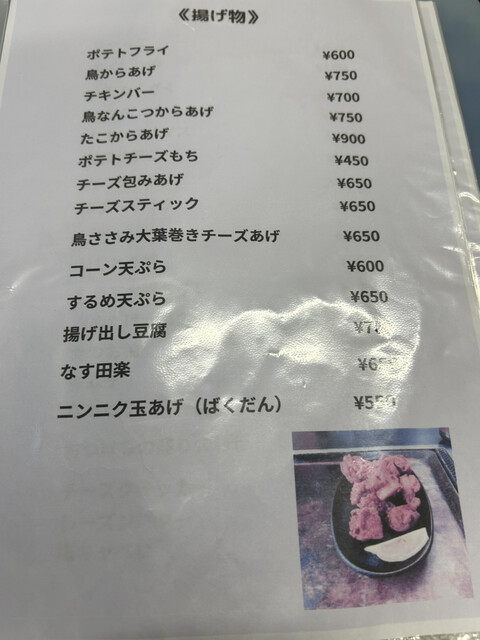 《揚げ物》
ポテトフライ ¥600
鳥からあげ ¥750
チキンバー ¥700
鳥なんこつからあげ ¥750
たこからあげ ¥900
ポテトチーズもち ¥450
チーズ包みあげ ¥650
チーズスティック ¥650
鳥ささみ大葉巻きチーズあげ ¥650
コーン天ぷら ¥600
するめ天ぷら ¥650
揚げ出し豆腐
なす田楽
ニンニク玉あげ（ばくだん）